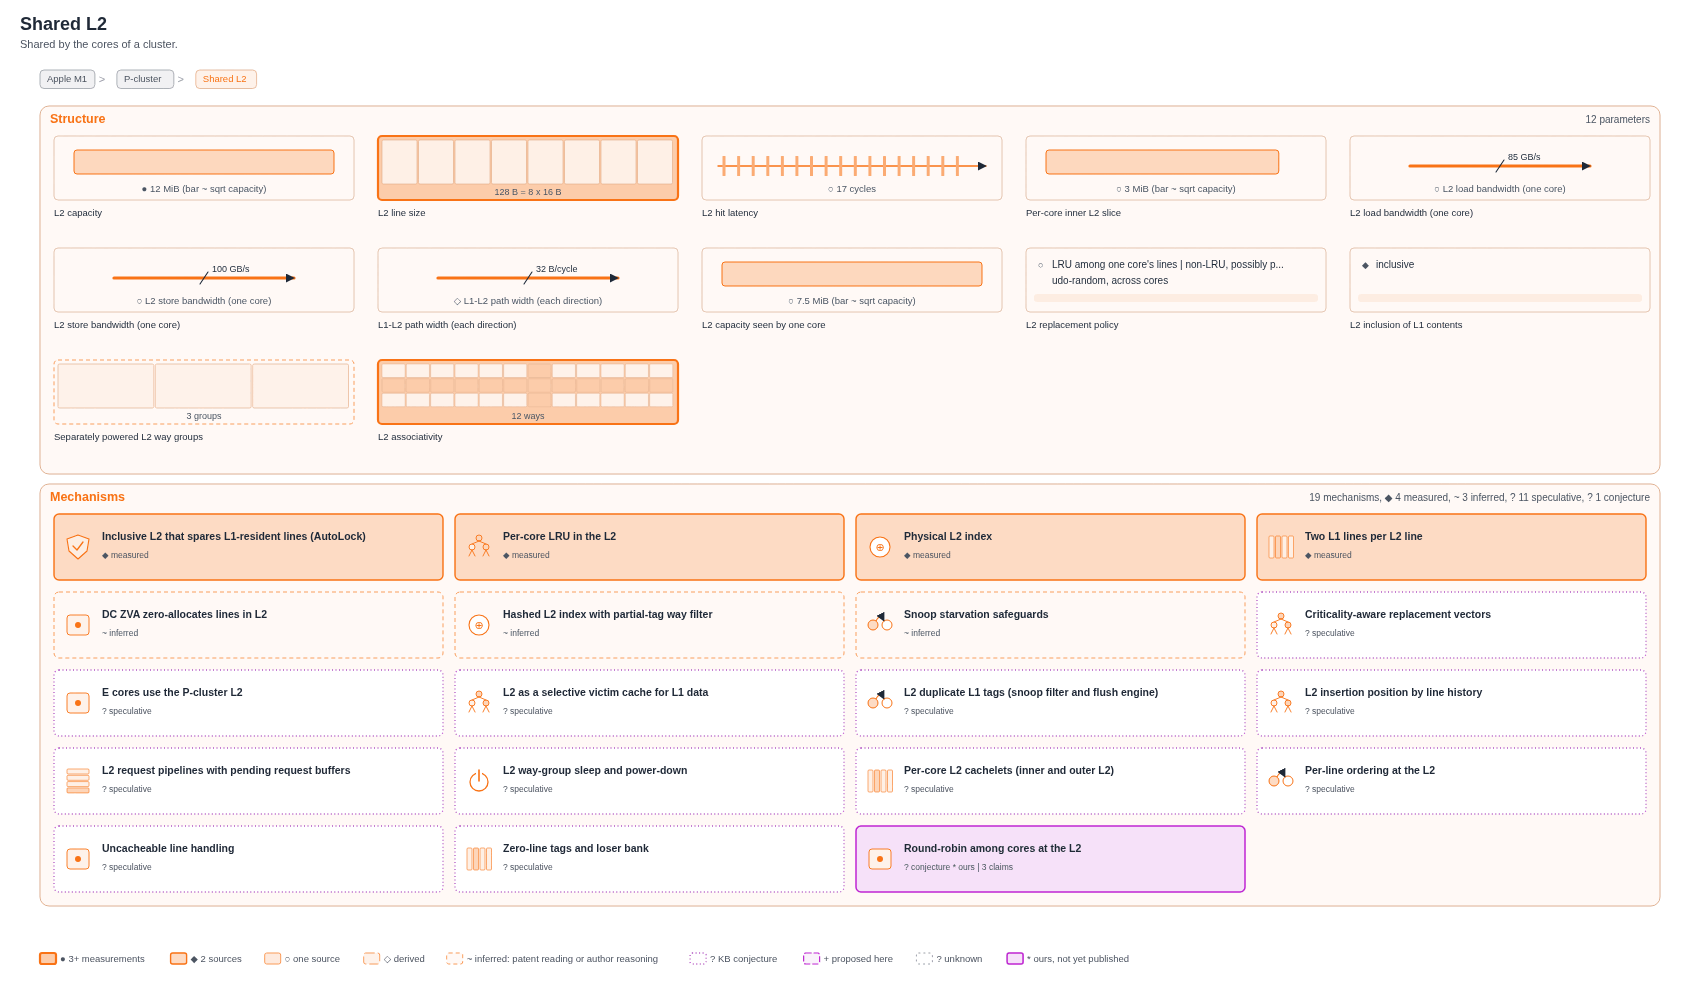 Shared L2
Shared by the cores of a cluster.
Apple M1 > P-cluster > Shared L2
Structure
12 parameters
● 12 MiB (bar ~ sqrt capacity)
L2 capacity
128 B = 8 x 16 B
L2 line size
○ 17 cycles
L2 hit latency
○ 3 MiB (bar ~ sqrt capacity)
Per-core inner L2 slice
85 GB/s
○ L2 load bandwidth (one core)
L2 load bandwidth (one core)
100 GB/s
○ L2 store bandwidth (one core)
L2 store bandwidth (one core)
32 B/cycle
◇ L1-L2 path width (each direction)
L1-L2 path width (each direction)
○ 7.5 MiB (bar ~ sqrt capacity)
L2 capacity seen by one core
○ LRU among one core's lines | non-LRU, possibly p...
udo-random, across cores
L2 replacement policy
◆ inclusive
L2 inclusion of L1 contents
3 groups
Separately powered L2 way groups
12 ways
L2 associativity
Mechanisms
19 mechanisms, ◆ 4 measured, ~ 3 inferred, ? 11 speculative, ? 1 conjecture
Inclusive L2 that spares L1-resident lines (AutoLock)
◆ measured
Per-core LRU in the L2
◆ measured
Physical L2 index
◆ measured
Two L1 lines per L2 line
◆ measured
DC ZVA zero-allocates lines in L2
~ inferred
Hashed L2 index with partial-tag way filter
~ inferred
Snoop starvation safeguards
~ inferred
Criticality-aware replacement vectors
? speculative
E cores use the P-cluster L2
? speculative
L2 as a selective victim cache for L1 data
? speculative
L2 duplicate L1 tags (snoop filter and flush engine)
? speculative
L2 insertion position by line history
? speculative
L2 request pipelines with pending request buffers
? speculative
L2 way-group sleep and power-down
? speculative
Per-core L2 cachelets (inner and outer L2)
? speculative
Per-line ordering at the L2
? speculative
Uncacheable line handling
? speculative
Zero-line tags and loser bank
? speculative
Round-robin among cores at the L2
? conjecture * ours | 3 claims
● 3+ measurements ◆ 2 sources ○ one source ◇ derived ~ inferred: patent reading or author reasoning ? KB conjecture + proposed here ? unknown * ours, not yet published